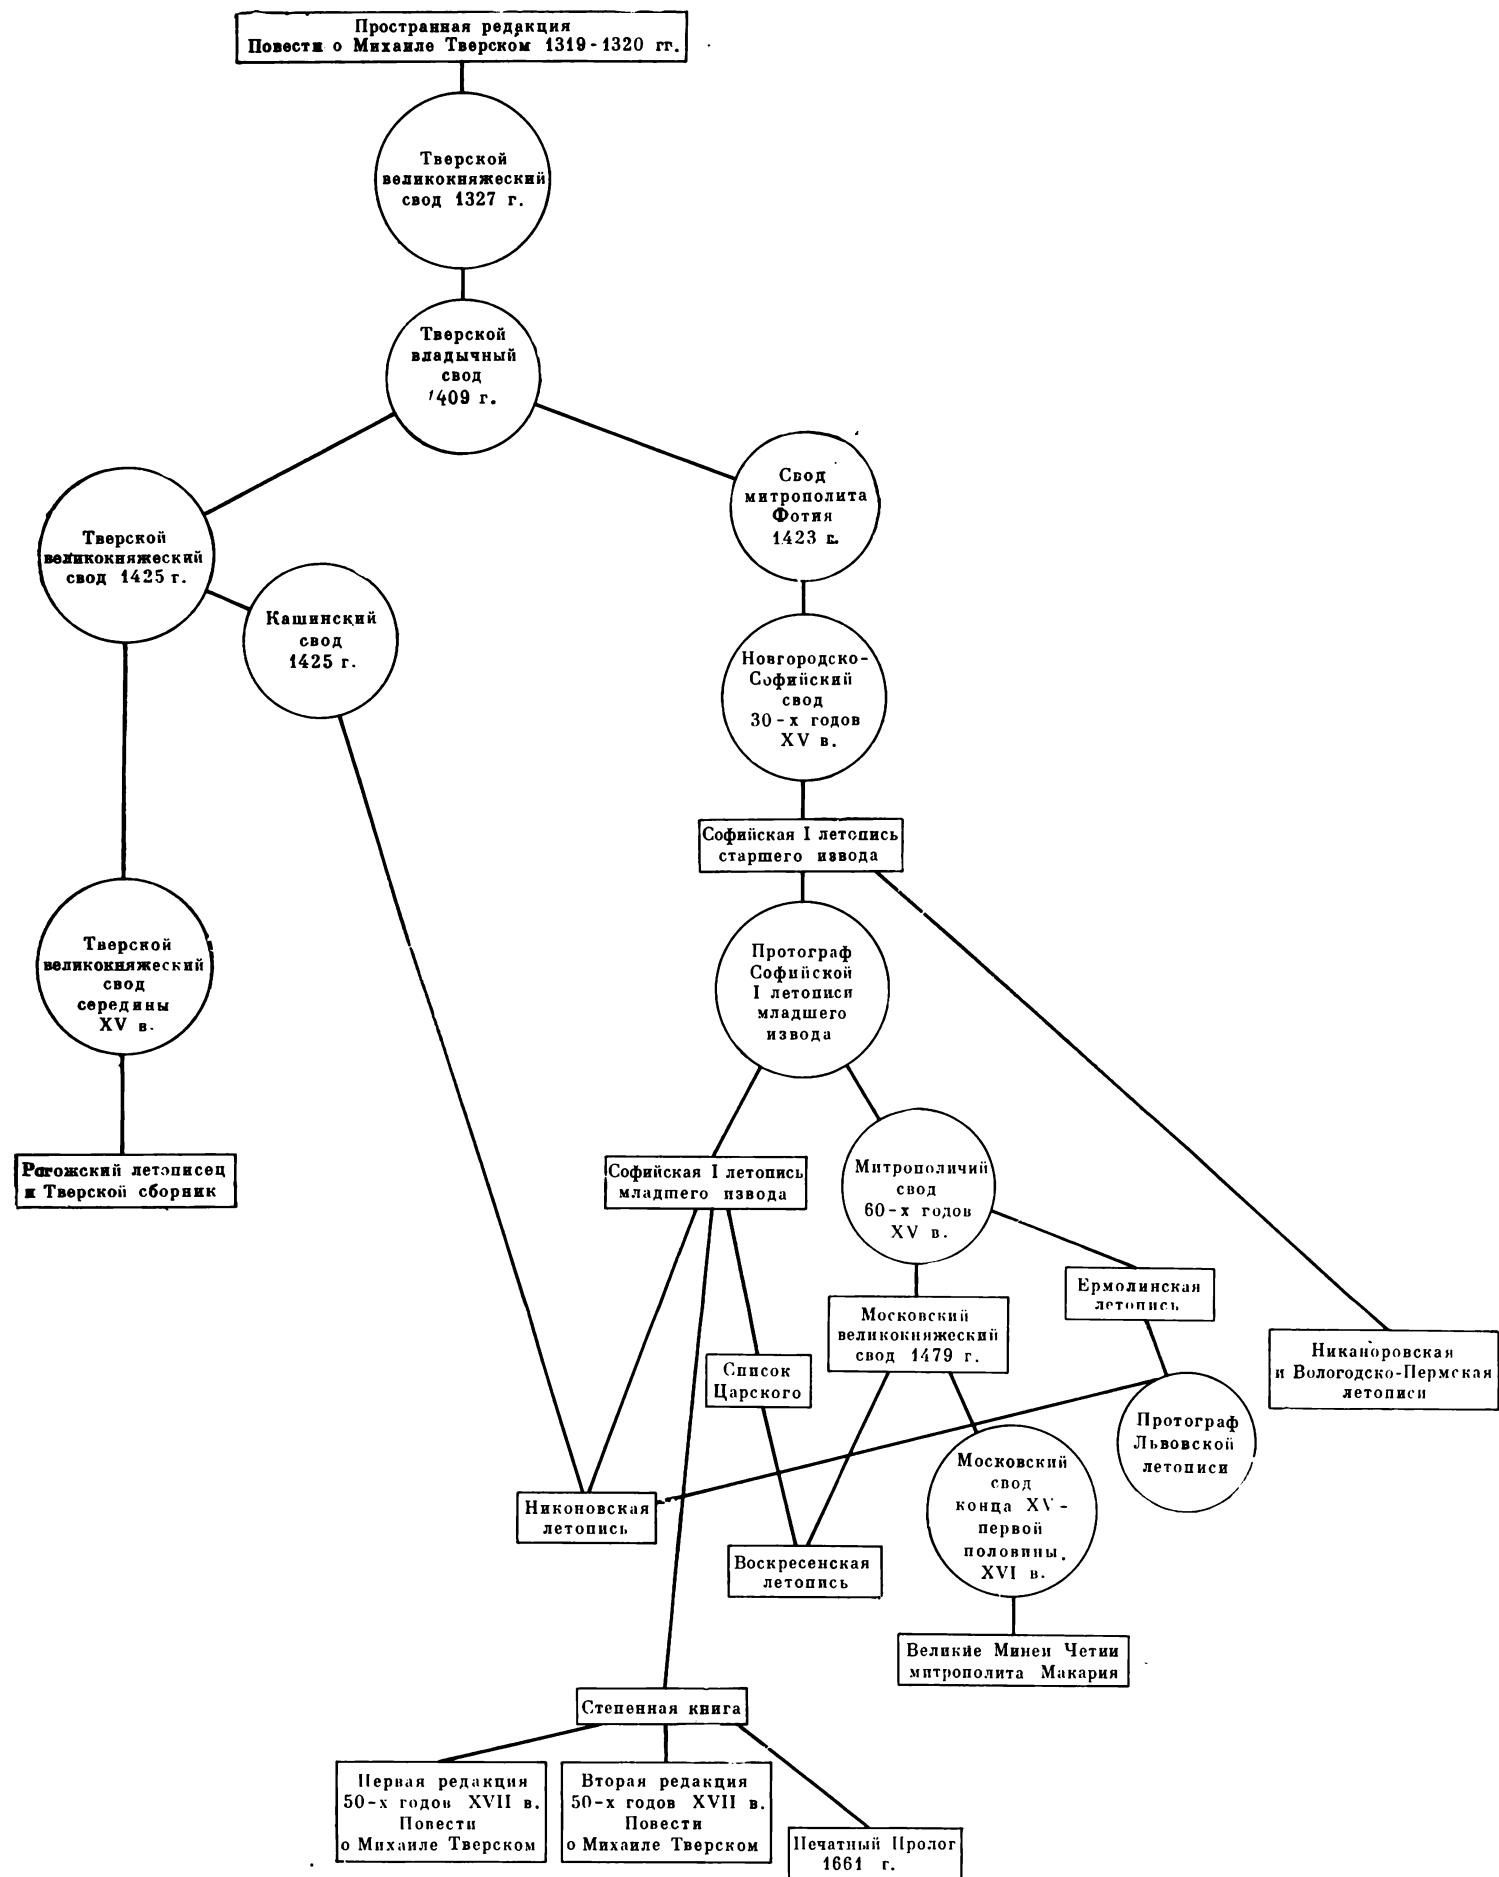 Пространная редакция
Повести о Михаиле Тверском 1319-1320 гг.
Тверской
великокняжеский
свод 1327 г.
Тверской
владычный
свод
1409 г.
Свод
митрополита
Фотия
1423 г.
Тверской
великокняжеский
свод 1425 г.
Кашинский
свод
1425 г.
Новгородско-
Софийский
свод
30-х годов
XV в.
Софийская I летопись
старшего извода
Тверской
великокняжеский
свод
середины
XV в.
Протограф
Софийской
I летописи
младшего
извода
Рогожский летописец
и Тверской сборник
Софийская I летопись
младшего извода
Митрополичий
свод
60-х годов
XV в.
Ермолинская
летопись
Московский
великокняжеский
свод 1479 г.
Никаноровская
и Вологодско-Пермская
летописи
Список
Царского
Протограф
Львовской
летописи
Московский
свод
конца XV-
первой
половины
XVI в.
Никоновская
летопись
Воскресенская
летопись
Великие Минеи Четии
митрополита Макария
Степенная книга
Первая редакция
50-х годов XVII в.
Повести
о Михаиле Тверском
Вторая редакция
50-х годов XVII в.
Повести
о Михаиле Тверском
Печатный Пролог
1661 г.